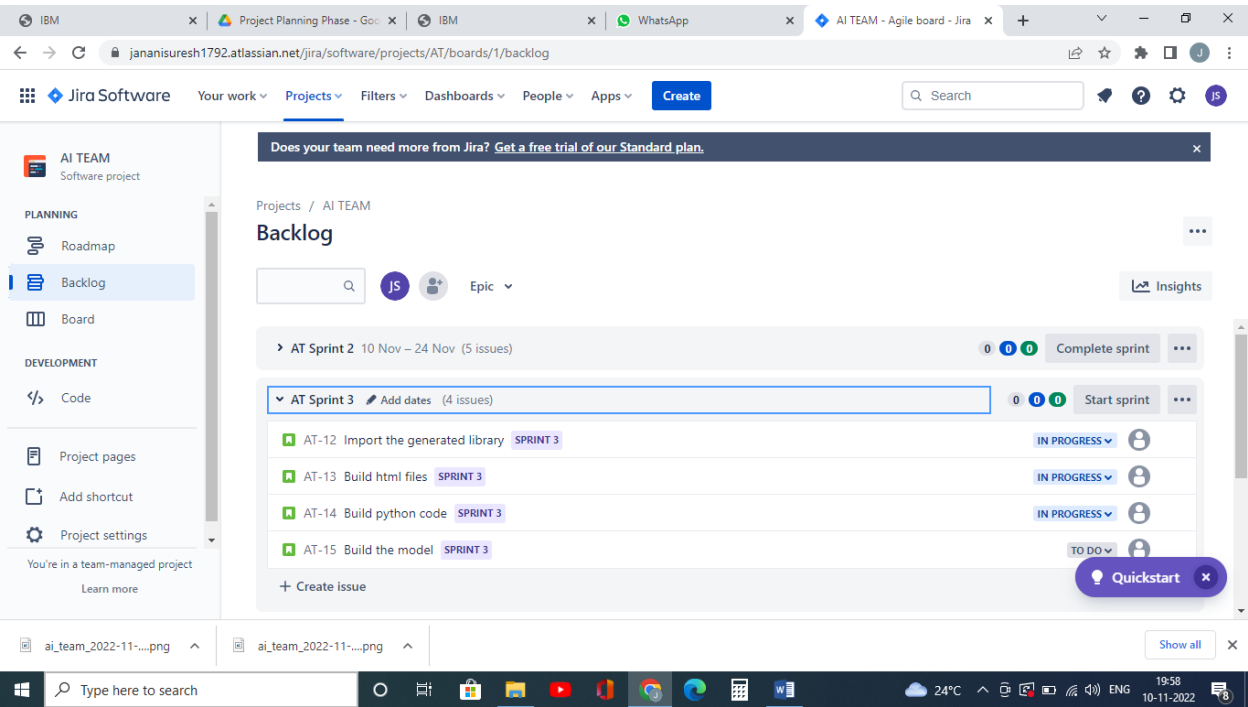 IBM
Project Planning Phase - Goo
IBM
WhatsApp
AI TEAM - Agile board - Jira
jananisuresh1792.atlassian.net/jira/software/projects/AT/boards/1/backlog
J
Jira Software
Your work
Projects
Filters
Dashboards
People
Apps
Create
Search
JS
Does your team need more from Jira? Get a free trial of our Standard plan.
AI TEAM
Software project
PLANNING
Roadmap
Backlog
Board
DEVELOPMENT
Code
Project pages
Add shortcut
Project settings
You're in a team-managed project
Learn more
Projects / AI TEAM
Backlog
JS
Epic
Insights
AT Sprint 2 10 Nov – 24 Nov (5 issues)
0 0 0 Complete sprint
AT Sprint 3 Add dates (4 issues)
0 0 0 Start sprint
AT-12 Import the generated library SPRINT 3 IN PROGRESS
AT-13 Build html files SPRINT 3 IN PROGRESS
AT-14 Build python code SPRINT 3 IN PROGRESS
AT-15 Build the model SPRINT 3 TO DO
+ Create issue
Quickstart
ai_team_2022-11-....png
ai_team_2022-11-....png
Show all
Type here to search
24°C
ENG
19:58
10-11-2022
8